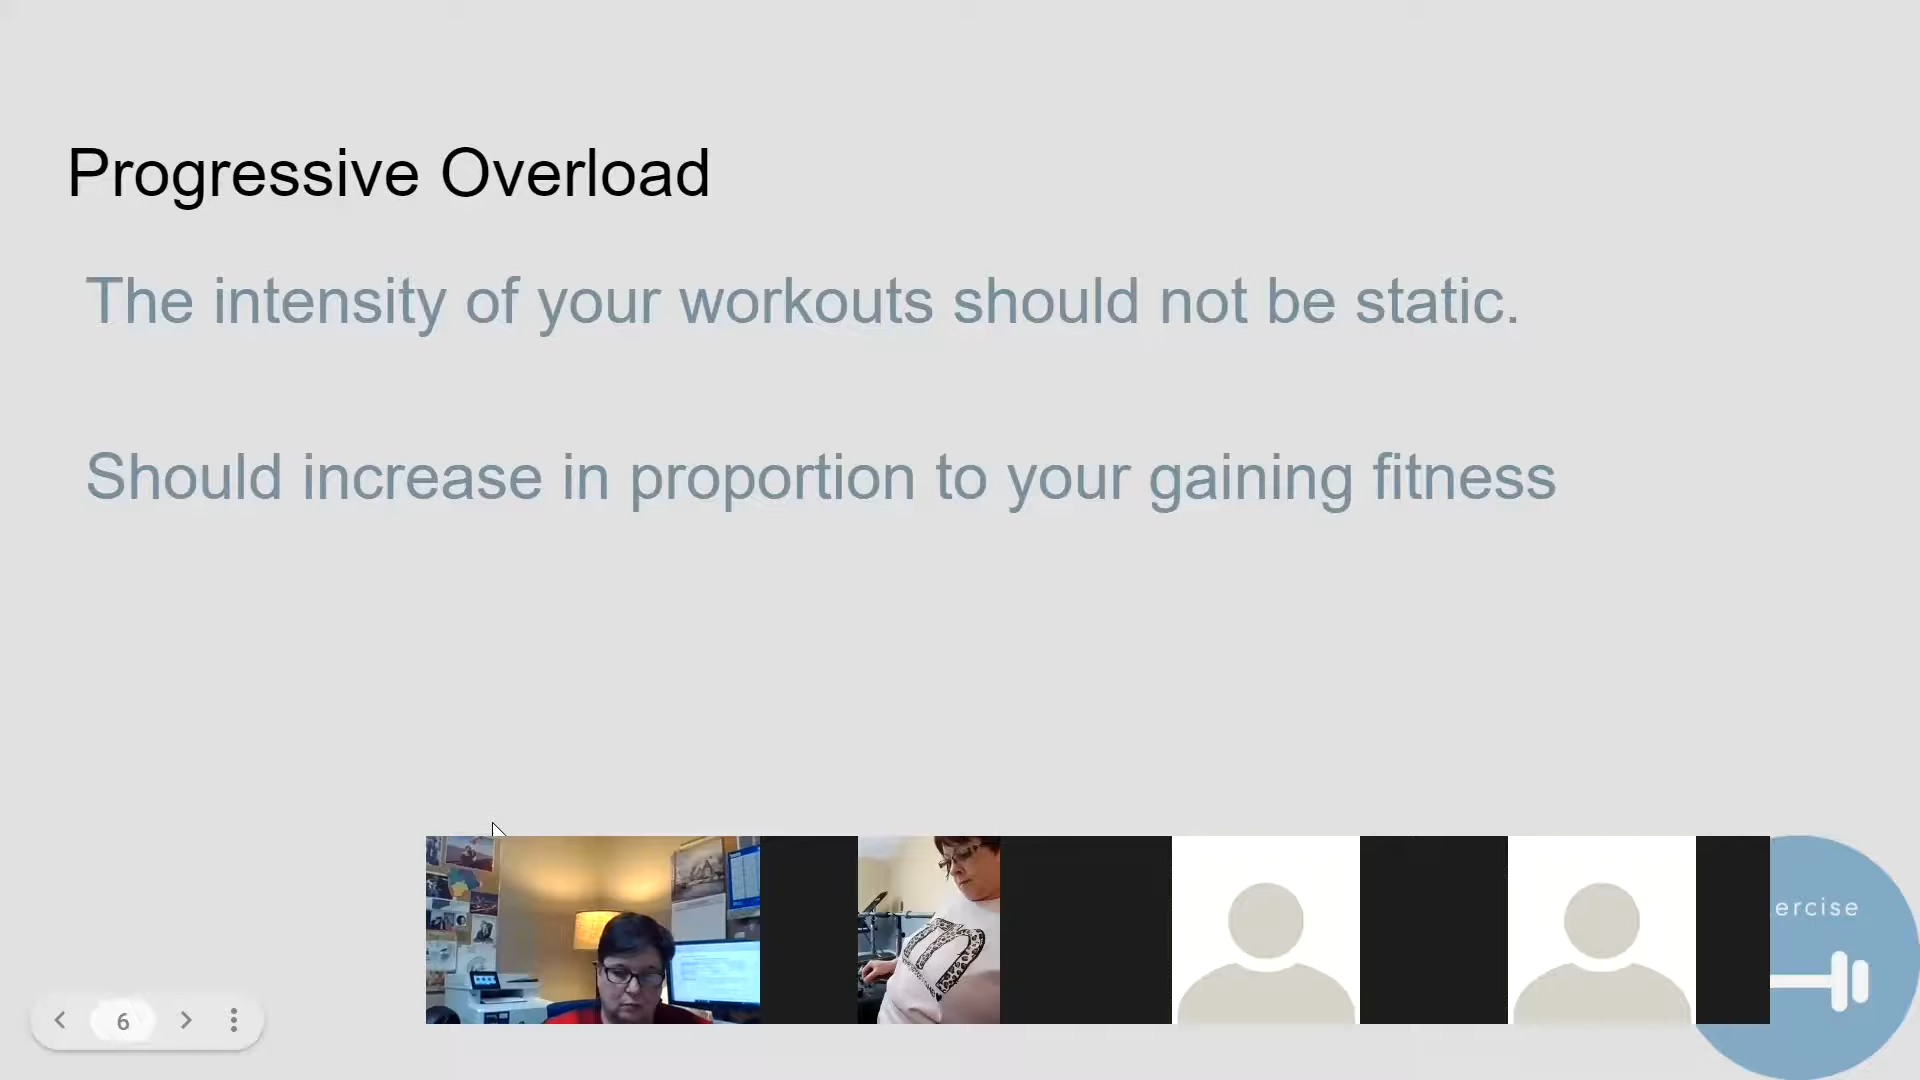 Progressive Overload
The intensity of your workouts should not be static.
Should increase in proportion to your gaining fitness
ercise
6